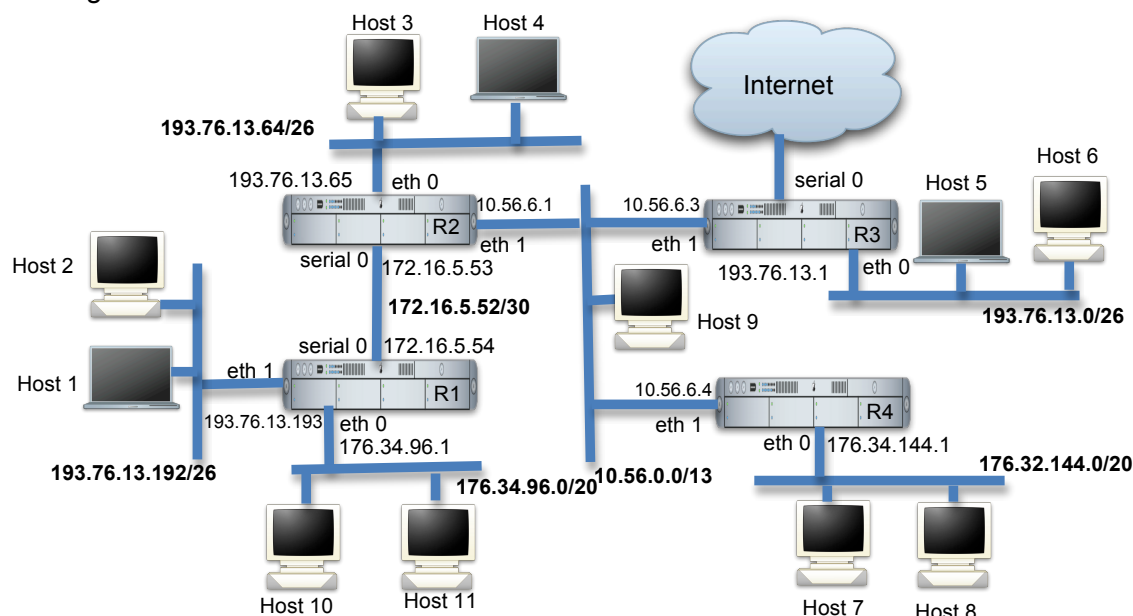 Host 3
Host 4
Internet
193.76.13.64/26
Host 6
193.76.13.65
eth 0
serial 0
Host 5
10.56.6.1
10.56.6.3
R2
R3
eth 1
eth 1
Host 2
serial 0
172.16.5.53
193.76.13.1
eth 0
172.16.5.52/30
Host 9
193.76.13.0/26
serial 0
172.16.5.54
Host 1
eth 1
R1
10.56.6.4
R4
193.76.13.193
eth 0
eth 1
176.34.96.1
eth 0
176.34.144.1
193.76.13.192/26
176.34.96.0/20
10.56.0.0/13
176.32.144.0/20
Host 10
Host 11
Host 7
Host 8